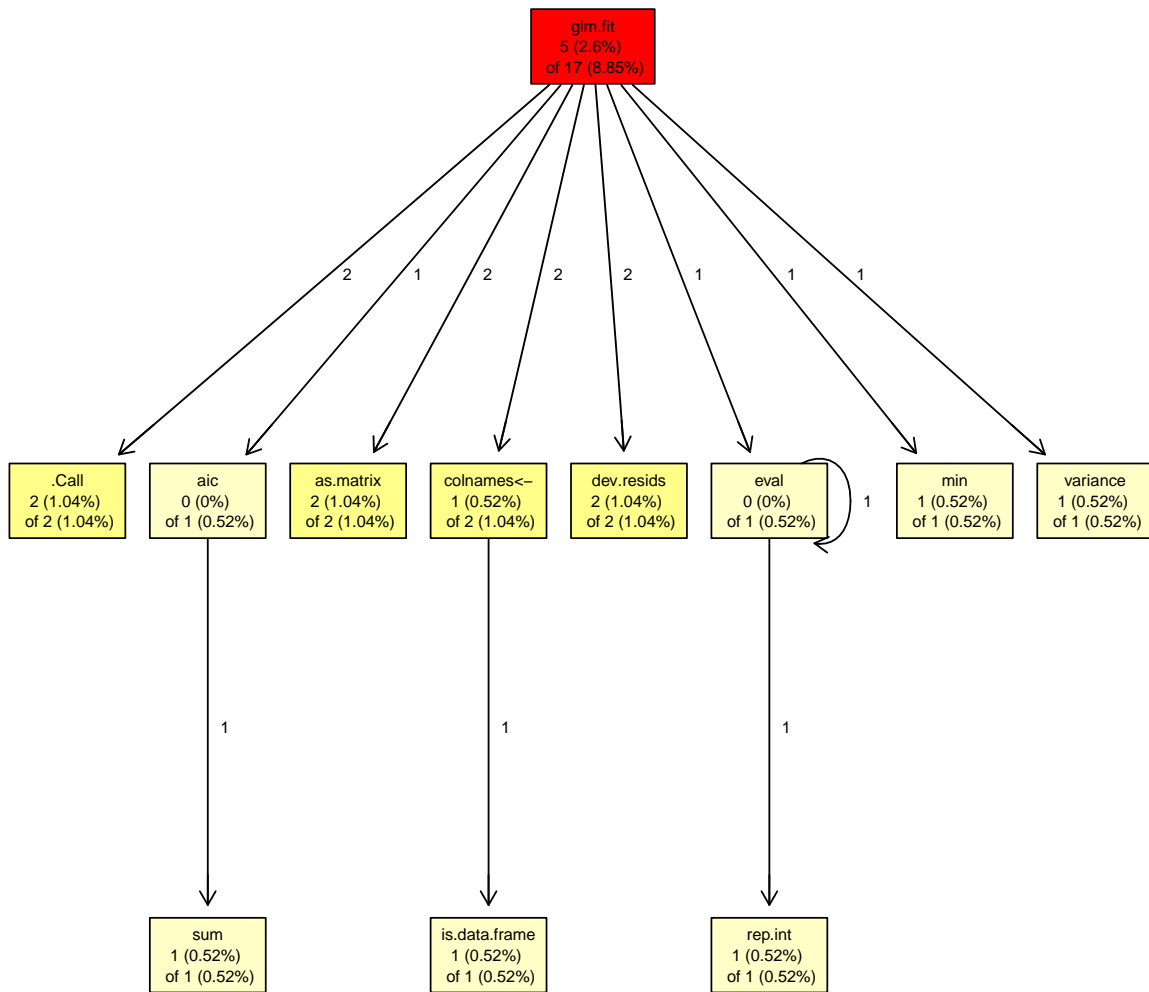 glm.fit
5 (2.6%)
of 17 (8.85%)
2
1
2
2
2
1
1
1
.Call
2 (1.04%)
of 2 (1.04%)
aic
0 (0%)
of 1 (0.52%)
as.matrix
2 (1.04%)
of 2 (1.04%)
colnames<−
1 (0.52%)
of 2 (1.04%)
dev.resids
2 (1.04%)
of 2 (1.04%)
eval
0 (0%)
of 1 (0.52%)
1
min
1 (0.52%)
of 1 (0.52%)
variance
1 (0.52%)
of 1 (0.52%)
1
1
1
sum
1 (0.52%)
of 1 (0.52%)
is.data.frame
1 (0.52%)
of 1 (0.52%)
rep.int
1 (0.52%)
of 1 (0.52%)